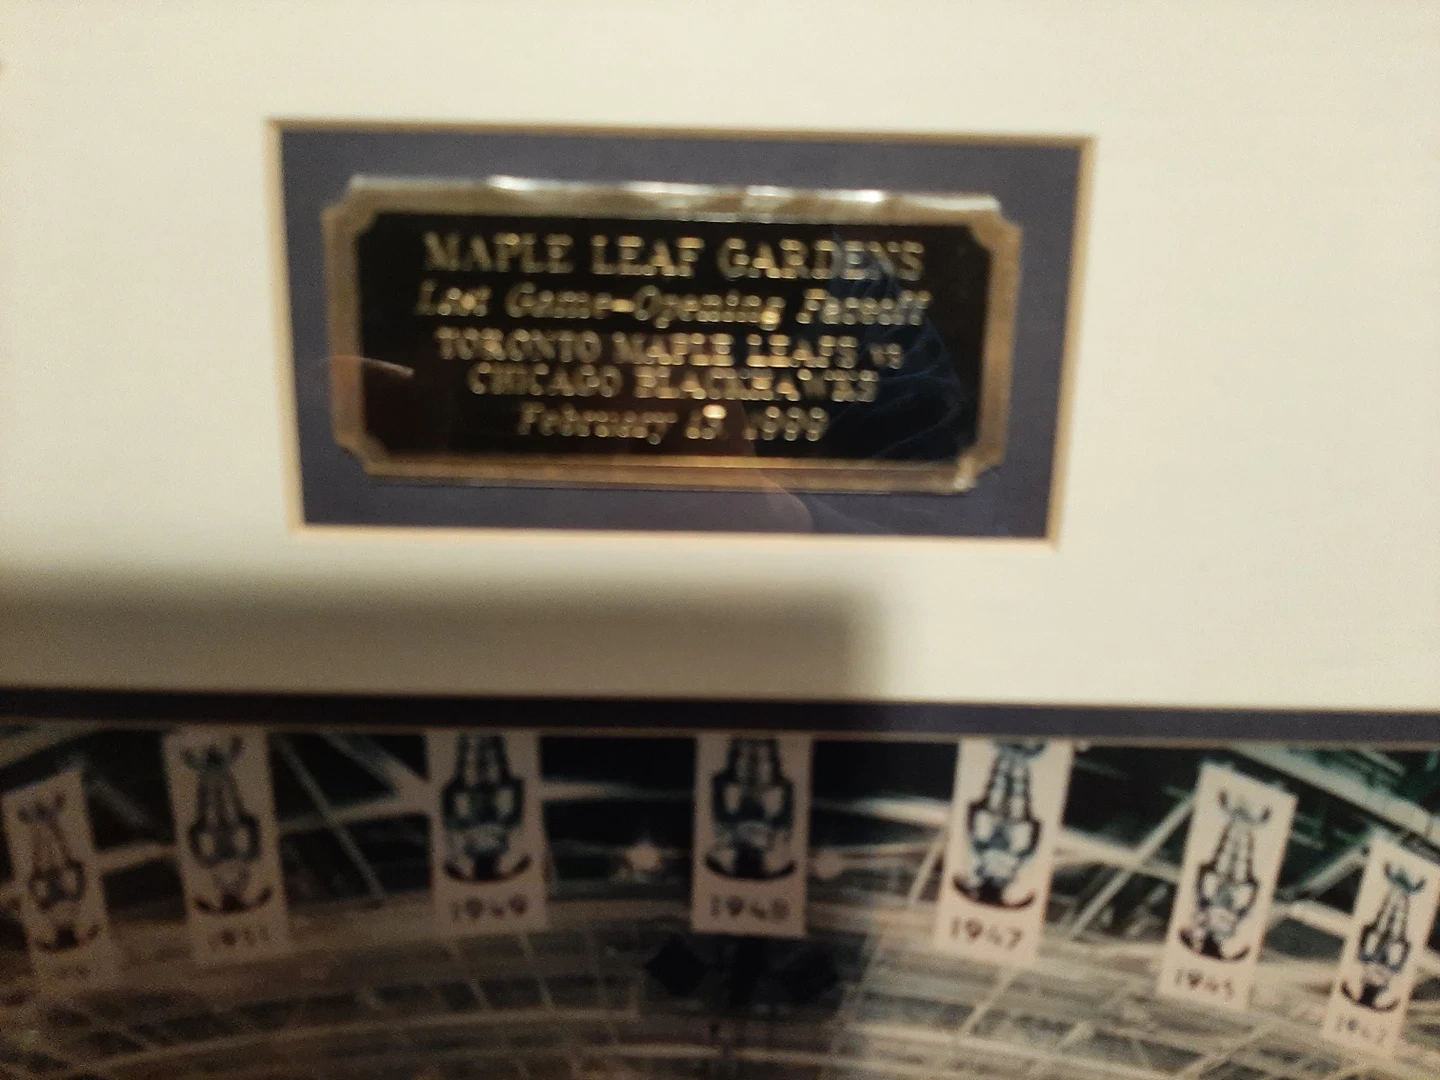 MAPLE LEAF GARDENS
Last Game-Opening Faceoff
TORONTO MAPLE LEAFS vs
CHICAGO BLACKHAWKS
February 13 1999
1951
1949
1948
1947
1945
1942